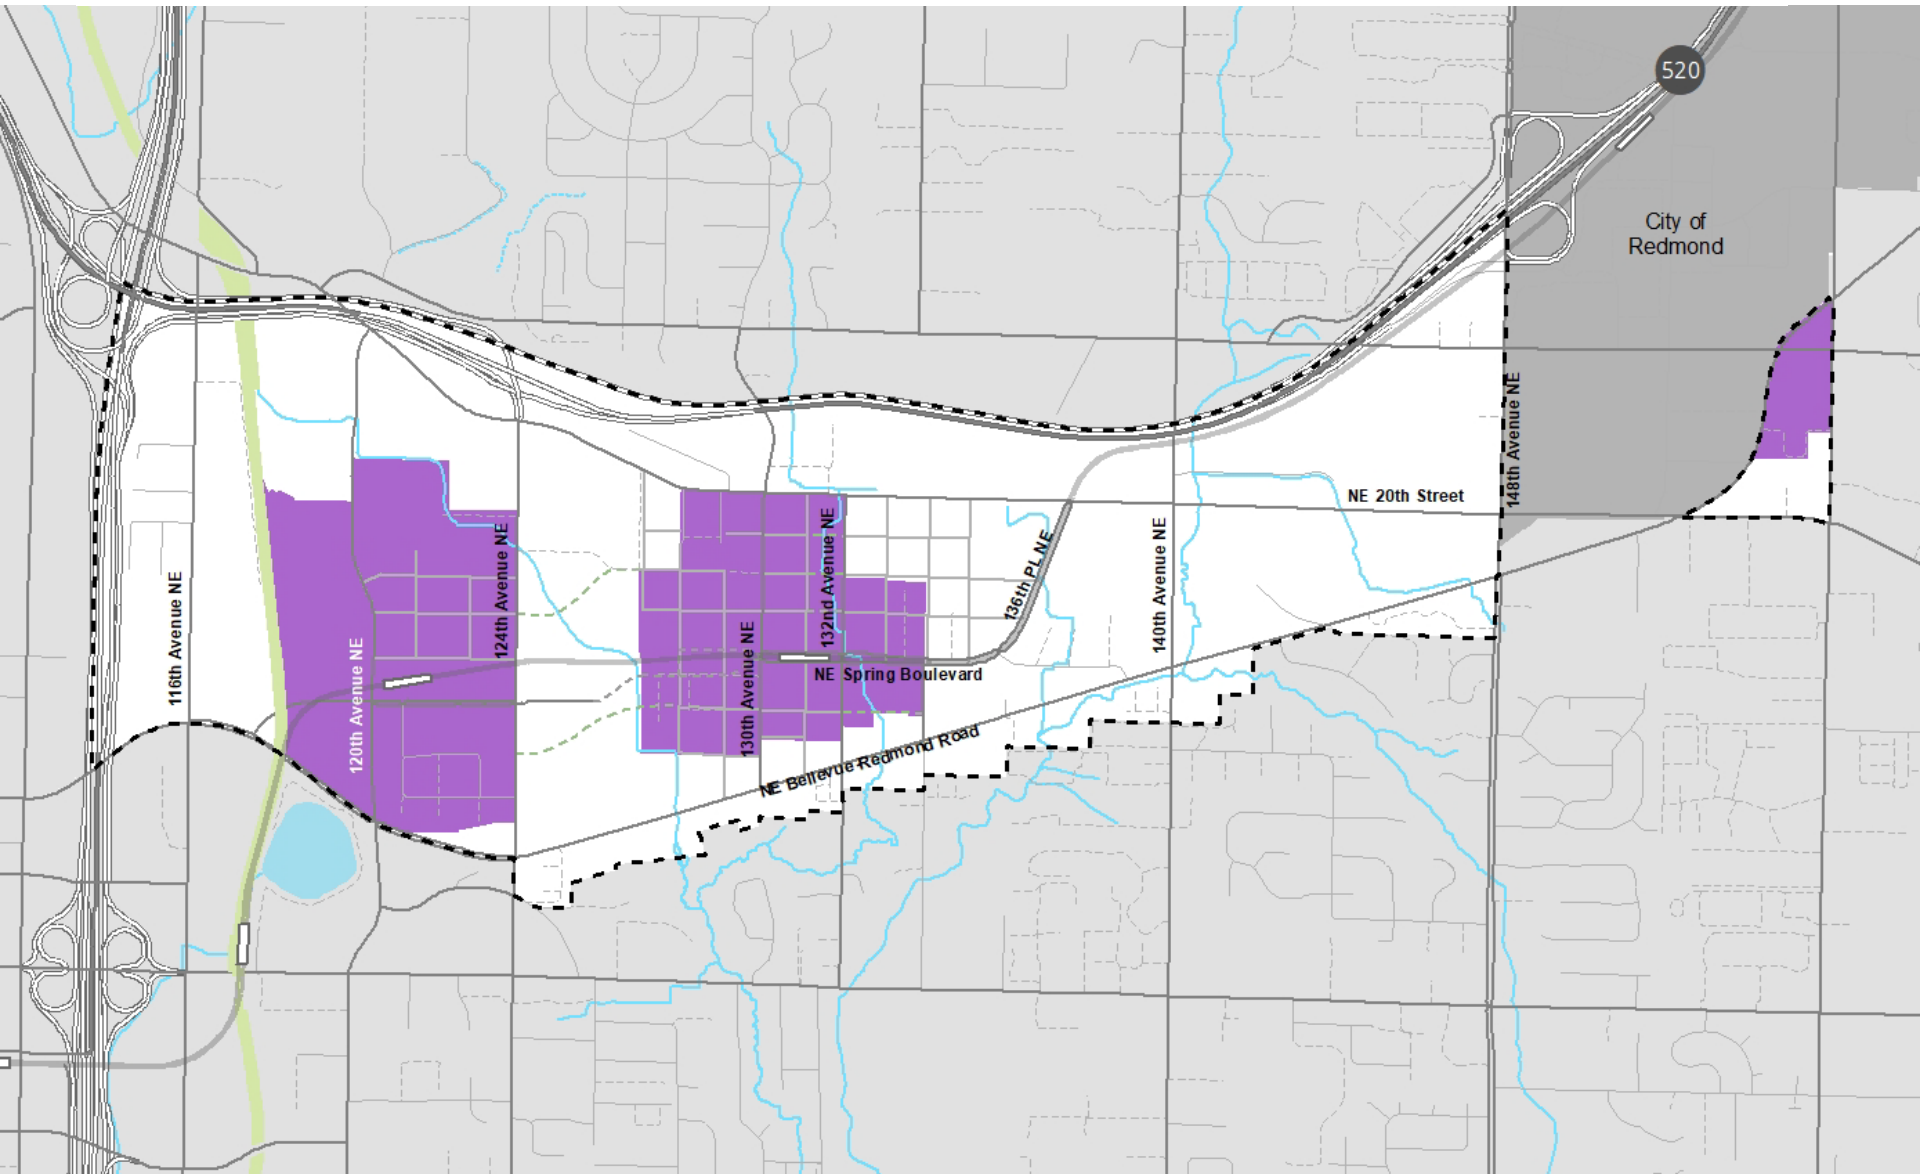 520
City of
Redmond
148th Avenue NE
NE 20th Street
116th Avenue NE
120th Avenue NE
124th Avenue NE
130th Avenue NE
132nd Avenue NE
136th PL NE
140th Avenue NE
NE Spring Boulevard
NE Bellevue Redmond Road